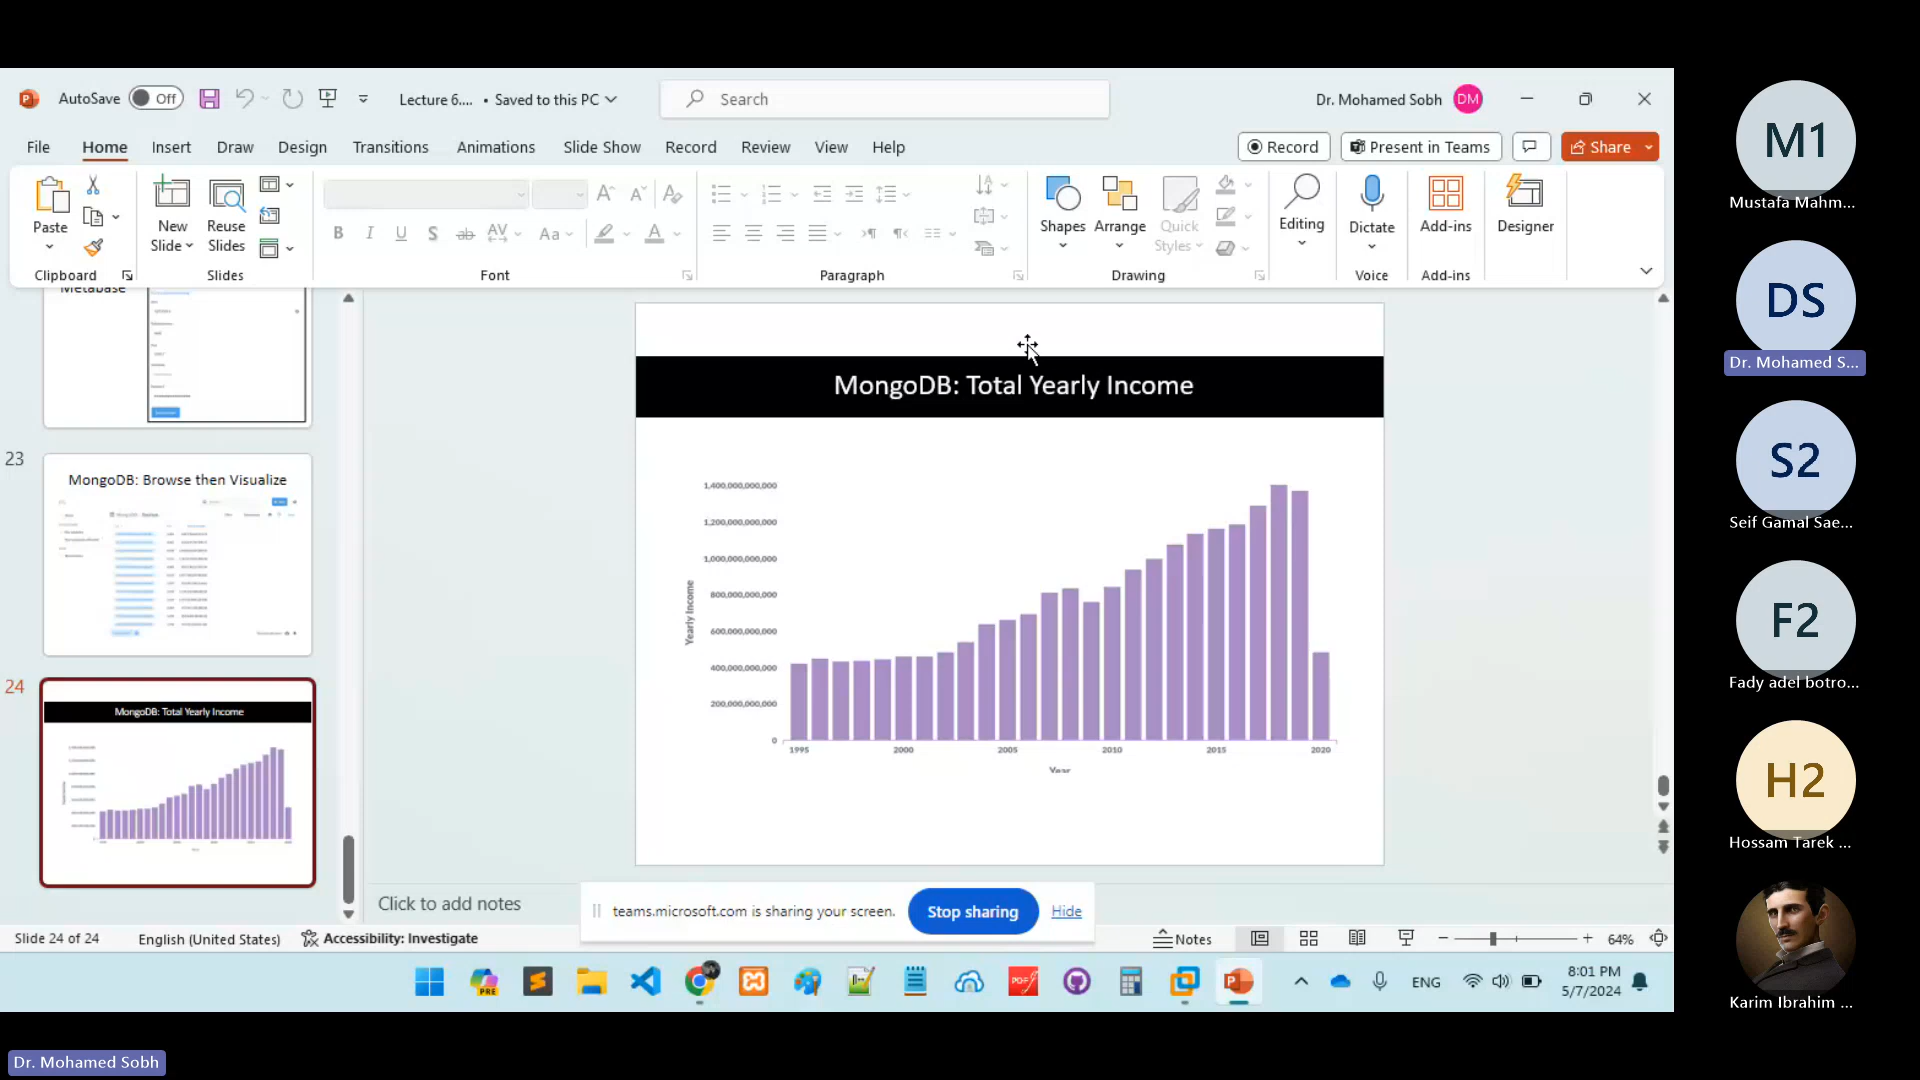 AutoSave Off Lecture 6.... • Saved to this PC Search Dr. Mohamed Sobh DM
File Home Insert Draw Design Transitions Animations Slide Show Record Review View Help Record Present in Teams Share
Paste New Slide Reuse Slides B I U S ab AV Aa A Shapes Arrange Quick Styles Editing Dictate Add-ins Designer
Clipboard Slides Font Paragraph Drawing Voice Add-ins
Metabase
23
MongoDB: Browse then Visualize
24
MongoDB: Total Yearly Income
MongoDB: Total Yearly Income
Yearly Income
1,400,000,000,000
1,200,000,000,000
1,000,000,000,000
800,000,000,000
600,000,000,000
400,000,000,000
200,000,000,000
0
1995 2000 2005 2010 2015 2020
Year
Click to add notes
teams.microsoft.com is sharing your screen. Stop sharing Hide
Slide 24 of 24 English (United States) Accessibility: Investigate Notes 64%
PRE PDF ENG 8:01 PM
5/7/2024
M1
Mustafa Mahm...
DS
Dr. Mohamed S...
S2
Seif Gamal Sae...
F2
Fady adel botro...
H2
Hossam Tarek ...
Karim Ibrahim ...
Dr. Mohamed Sobh